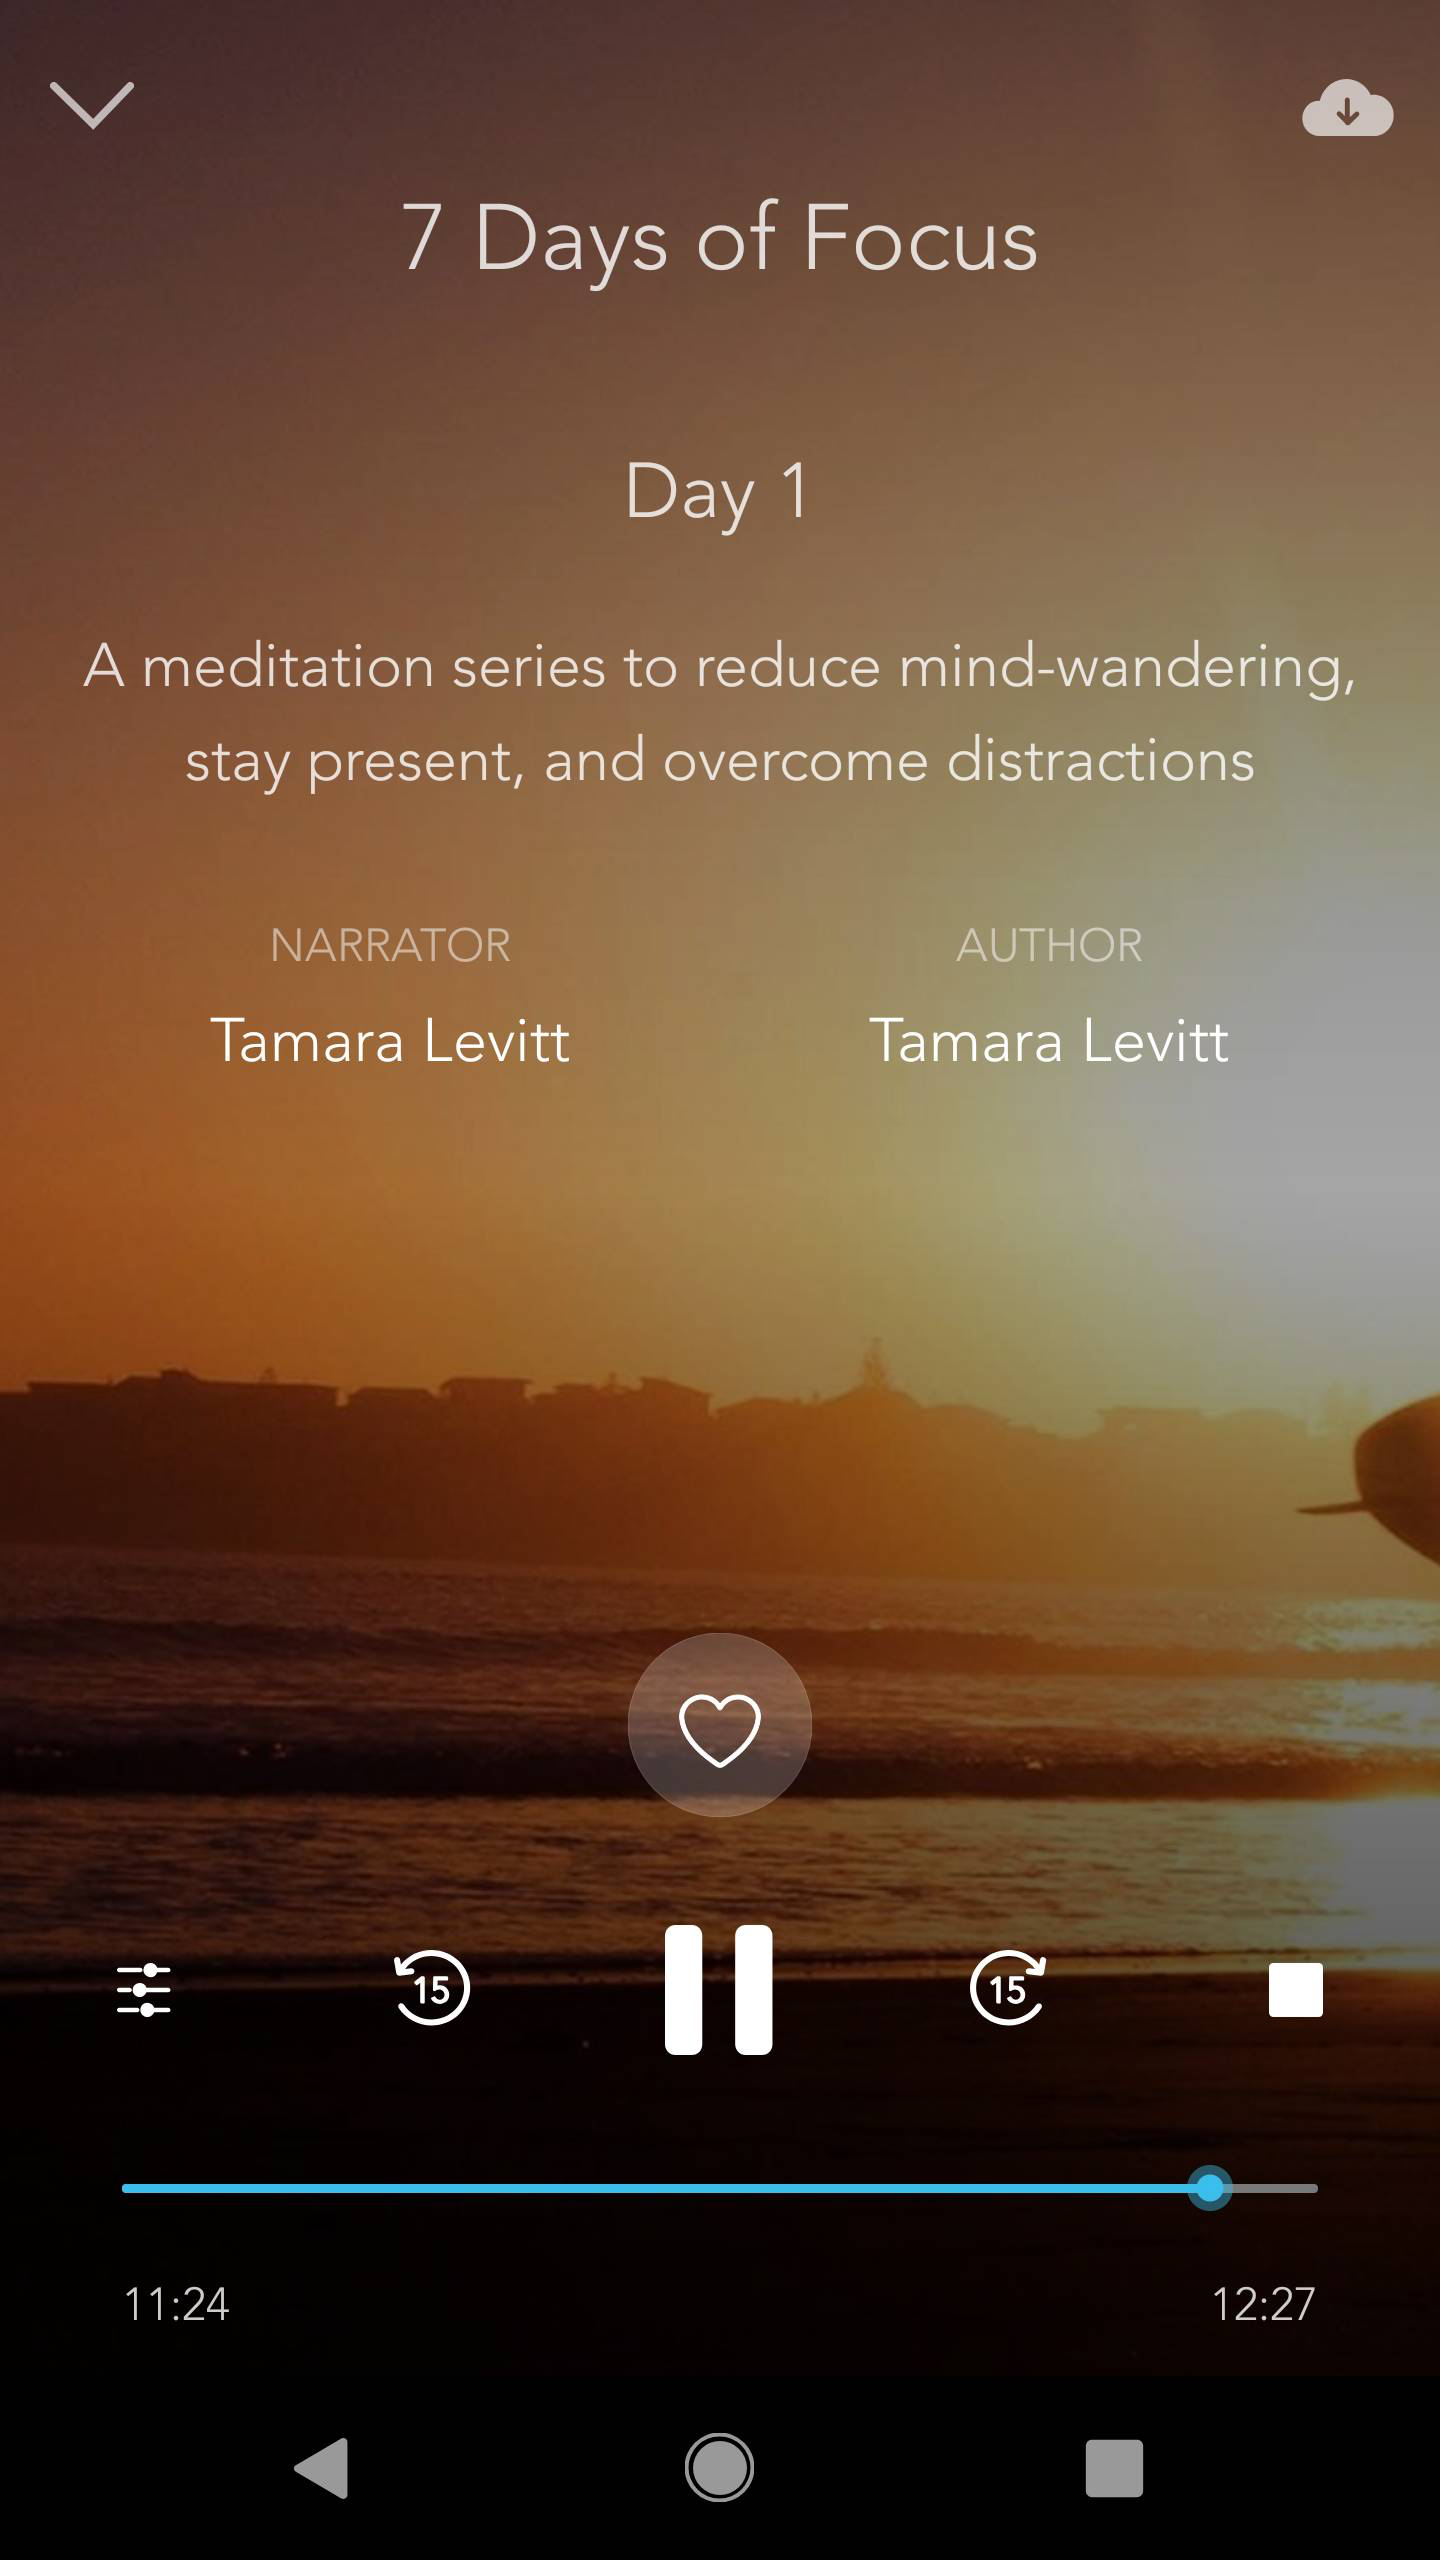 7 Days of Focus
Day 1
A meditation series to reduce mind-wandering,
stay present, and overcome distractions
NARRATOR
Tamara Levitt
AUTHOR
Tamara Levitt
15
15
11:24
12:27